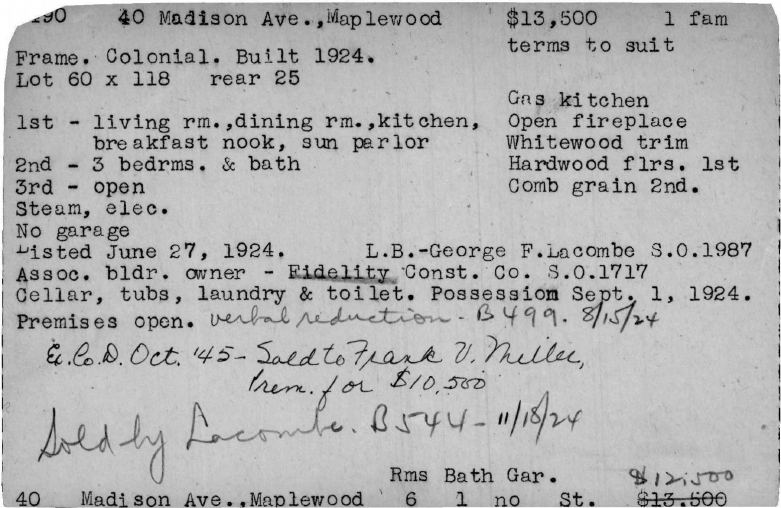 190 40 Madison Ave.,Maplewood $13,500 1 fam
terms to suit
Frame. Colonial. Built 1924.
Lot 60 x 118 rear 25
Gas kitchen
1st - living rm.,dining rm.,kitchen, Open fireplace
breakfast nook, sun parlor Whitewood trim
2nd - 3 bedrms. & bath Hardwood flrs. 1st
3rd - open Comb grain 2nd.
Steam, elec.
No garage
Listed June 27, 1924. L.B.-George F.Lacombe S.O.1987
Assoc. bldr. owner - Fidelity Const. Co. S.O.1717
Cellar, tubs, laundry & toilet. Possession Sept. 1, 1924.
Premises open. verbal reduction - B 499. 8/15/24
Ex.Co.D. Oct. '45 - Sold to Frank V. Miller,
Prem. for $10,500
Sold by Lacombe. B544 - 11/18/24
Rms Bath Gar. $12,500
40 Madison Ave.,Maplewood 6 1 no St. $13.500